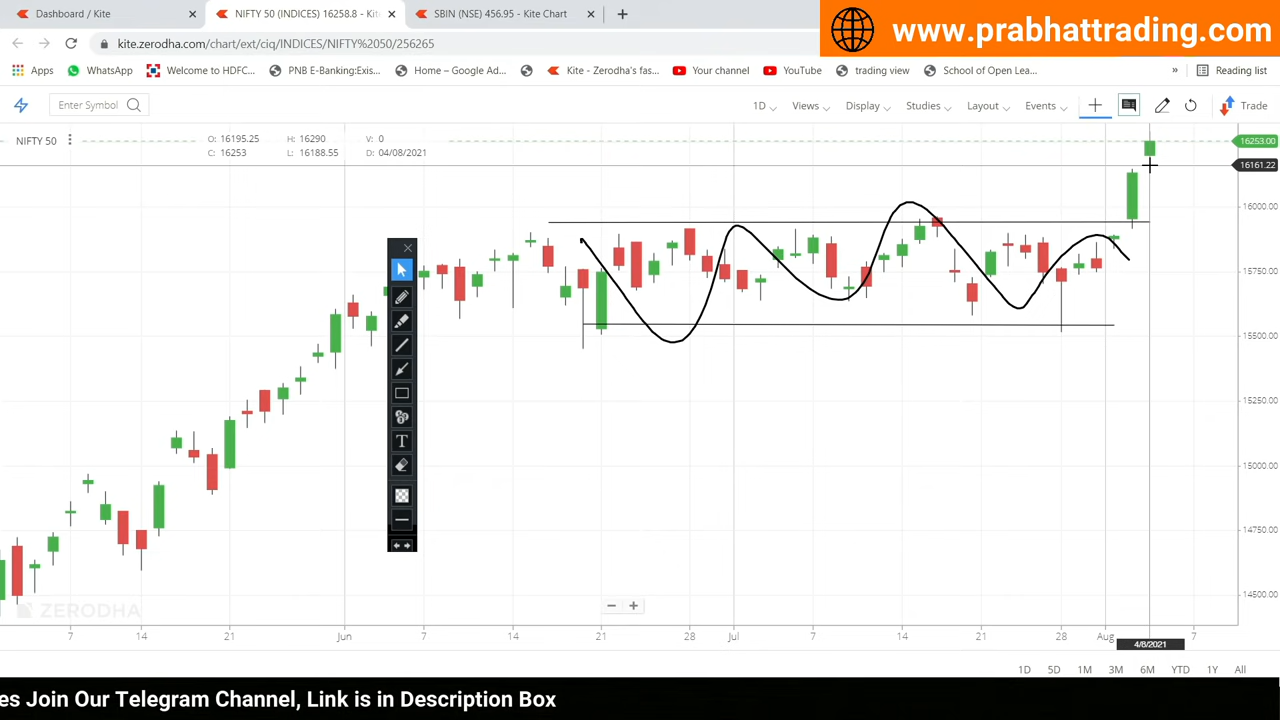 Dashboard / Kite
NIFTY 50 (INDICES) 16258.8 - Kite
SBIN (NSE) 456.95 - Kite Chart
www.prabhattrading.com
kite.zerodha.com/chart/ext/ciq/INDICES/NIFTY%2050/256265
Apps
WhatsApp
Welcome to HDFC...
PNB E-Banking:Exis...
Home – Google Ad...
Kite - Zerodha's fas...
Your channel
YouTube
trading view
School of Open Lea...
»
Reading list
Enter Symbol
1D
Views
Display
Studies
Layout
Events
Trade
NIFTY 50
O: 16195.25 H: 16290 V: 0
C: 16253 L: 16188.55 D: 04/08/2021
16253.00
16161.22
16000.00
15750.00
15500.00
15250.00
15000.00
14750.00
14500.00
T
ZERODHA
7 14 21 Jun 7 14 21 28 Jul 7 14 21 28 Aug 7
4/8/2021
1D 5D 1M 3M 6M YTD 1Y All
es Join Our Telegram Channel, Link is in Description Box